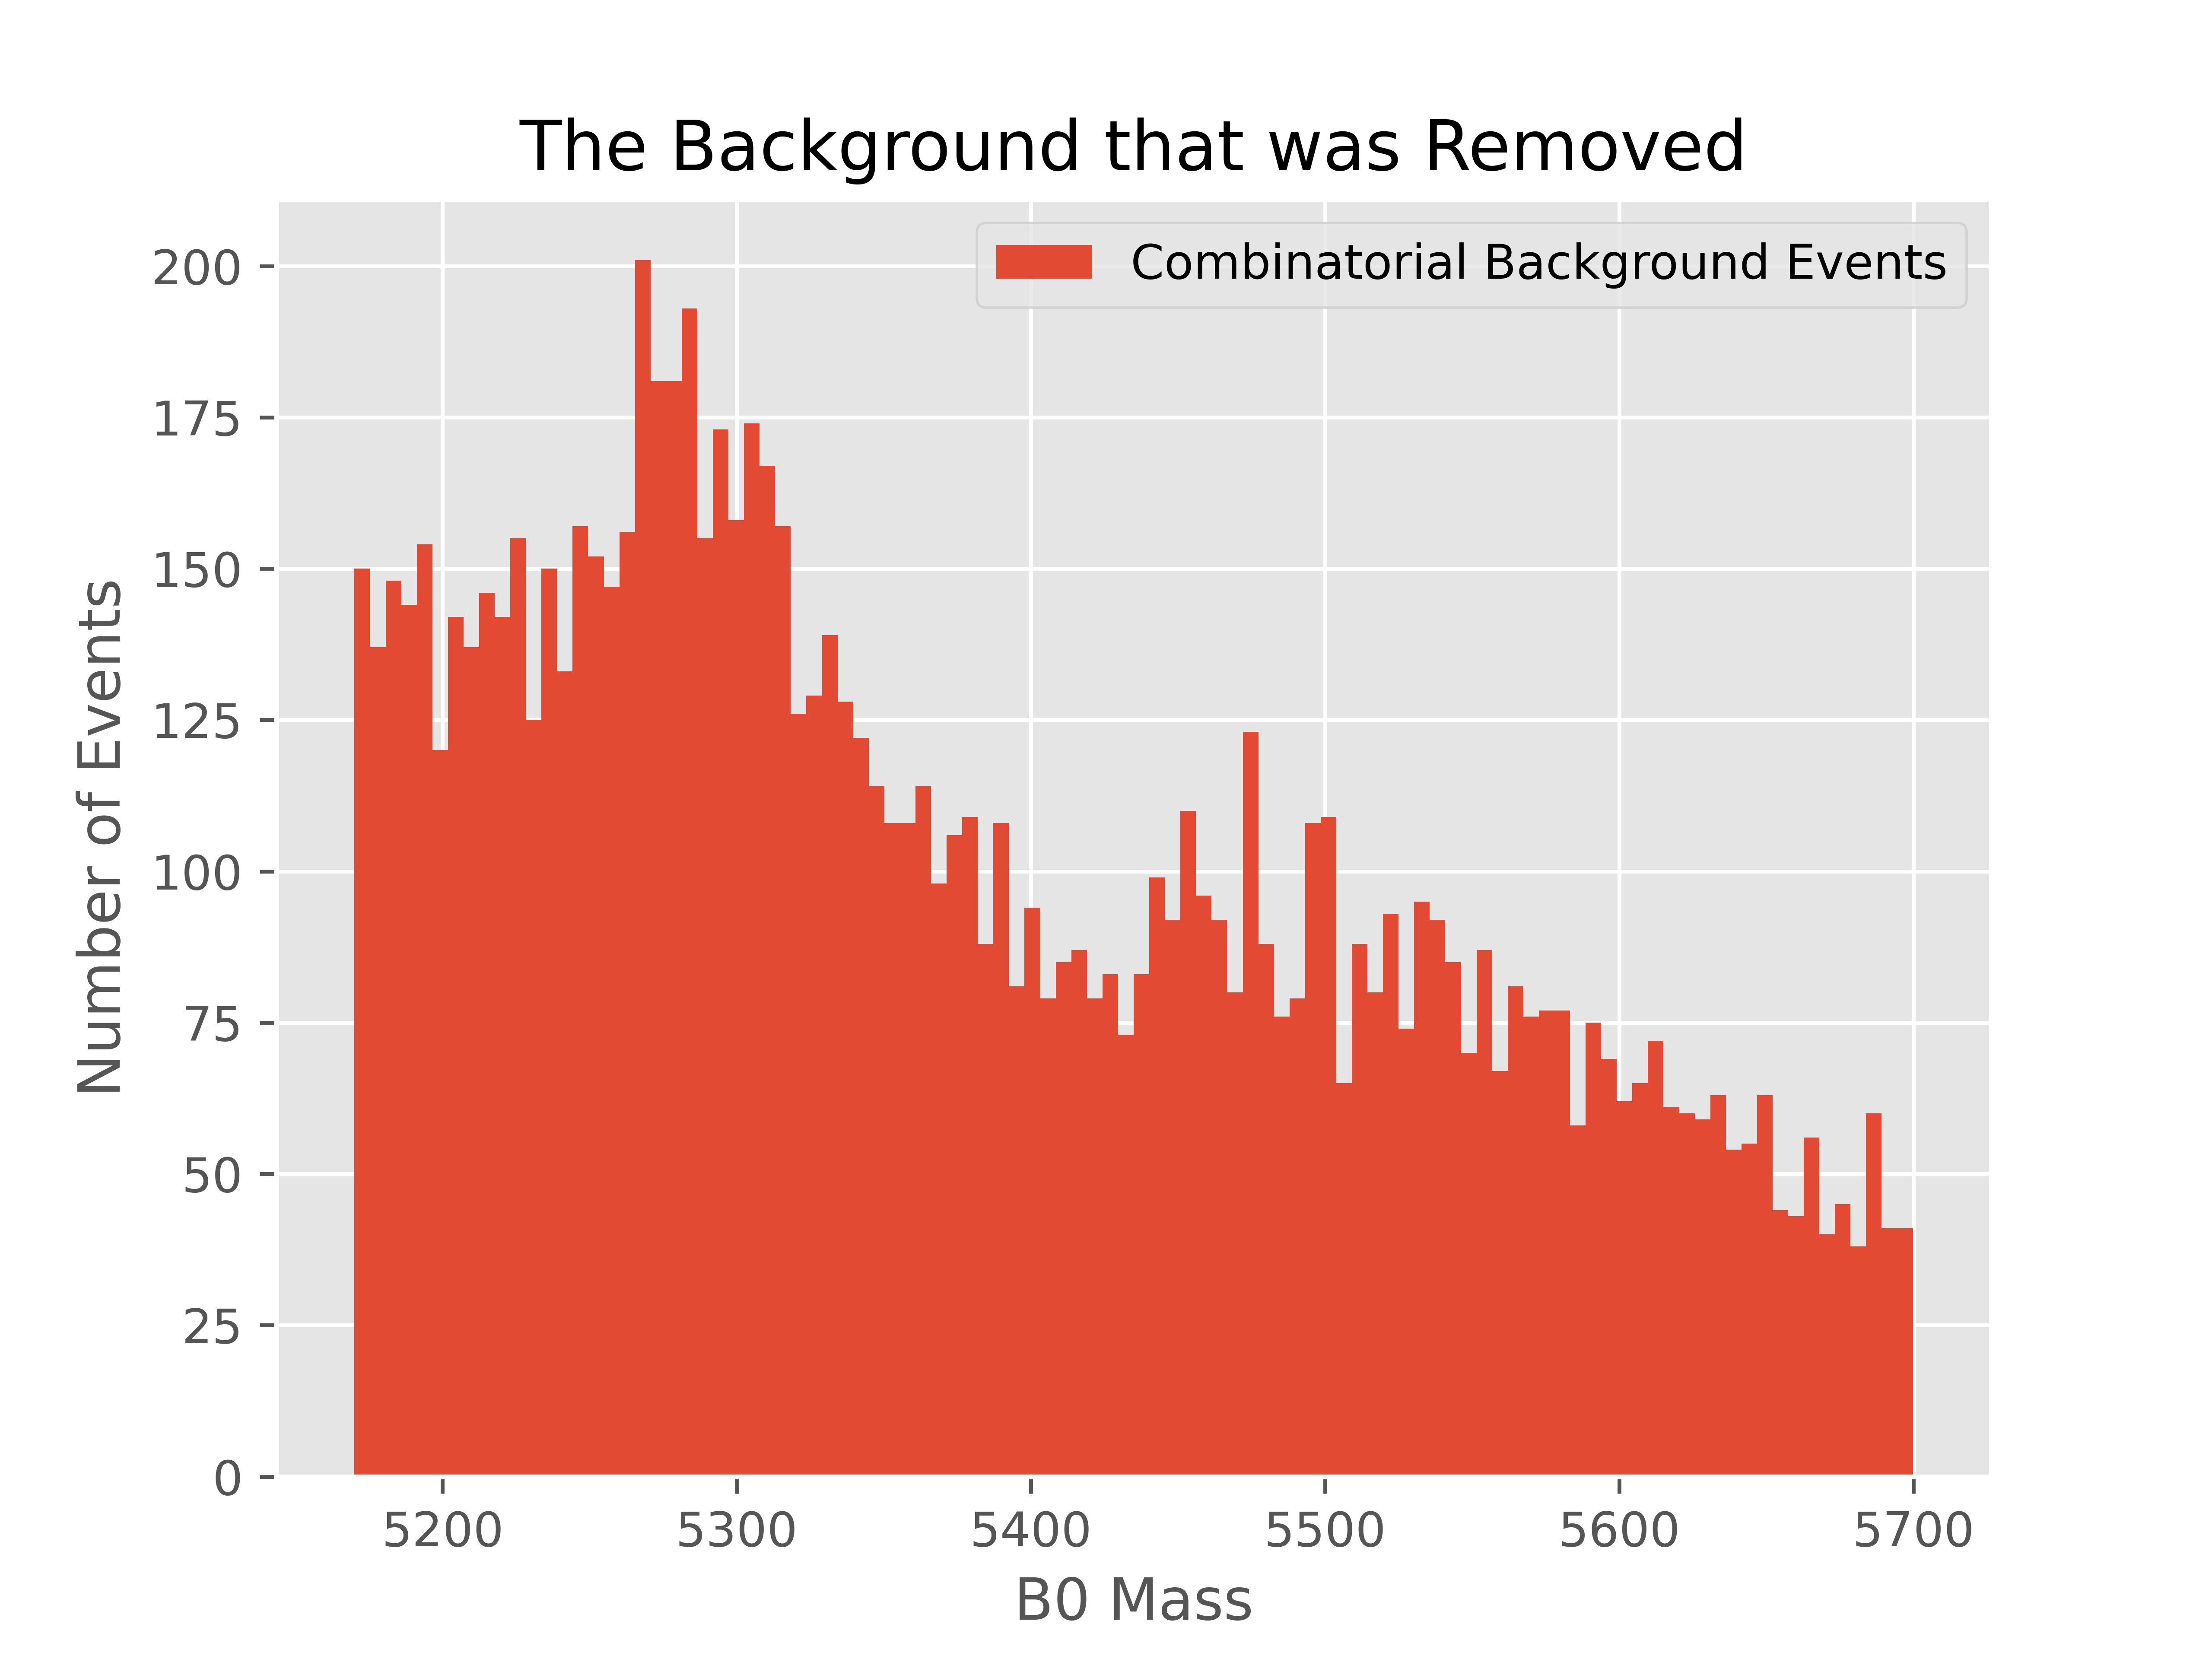 The Background that was Removed
Combinatorial Background Events
Number of Events
200
175
150
125
100
75
50
25
0
5200 5300 5400 5500 5600 5700
B0 Mass